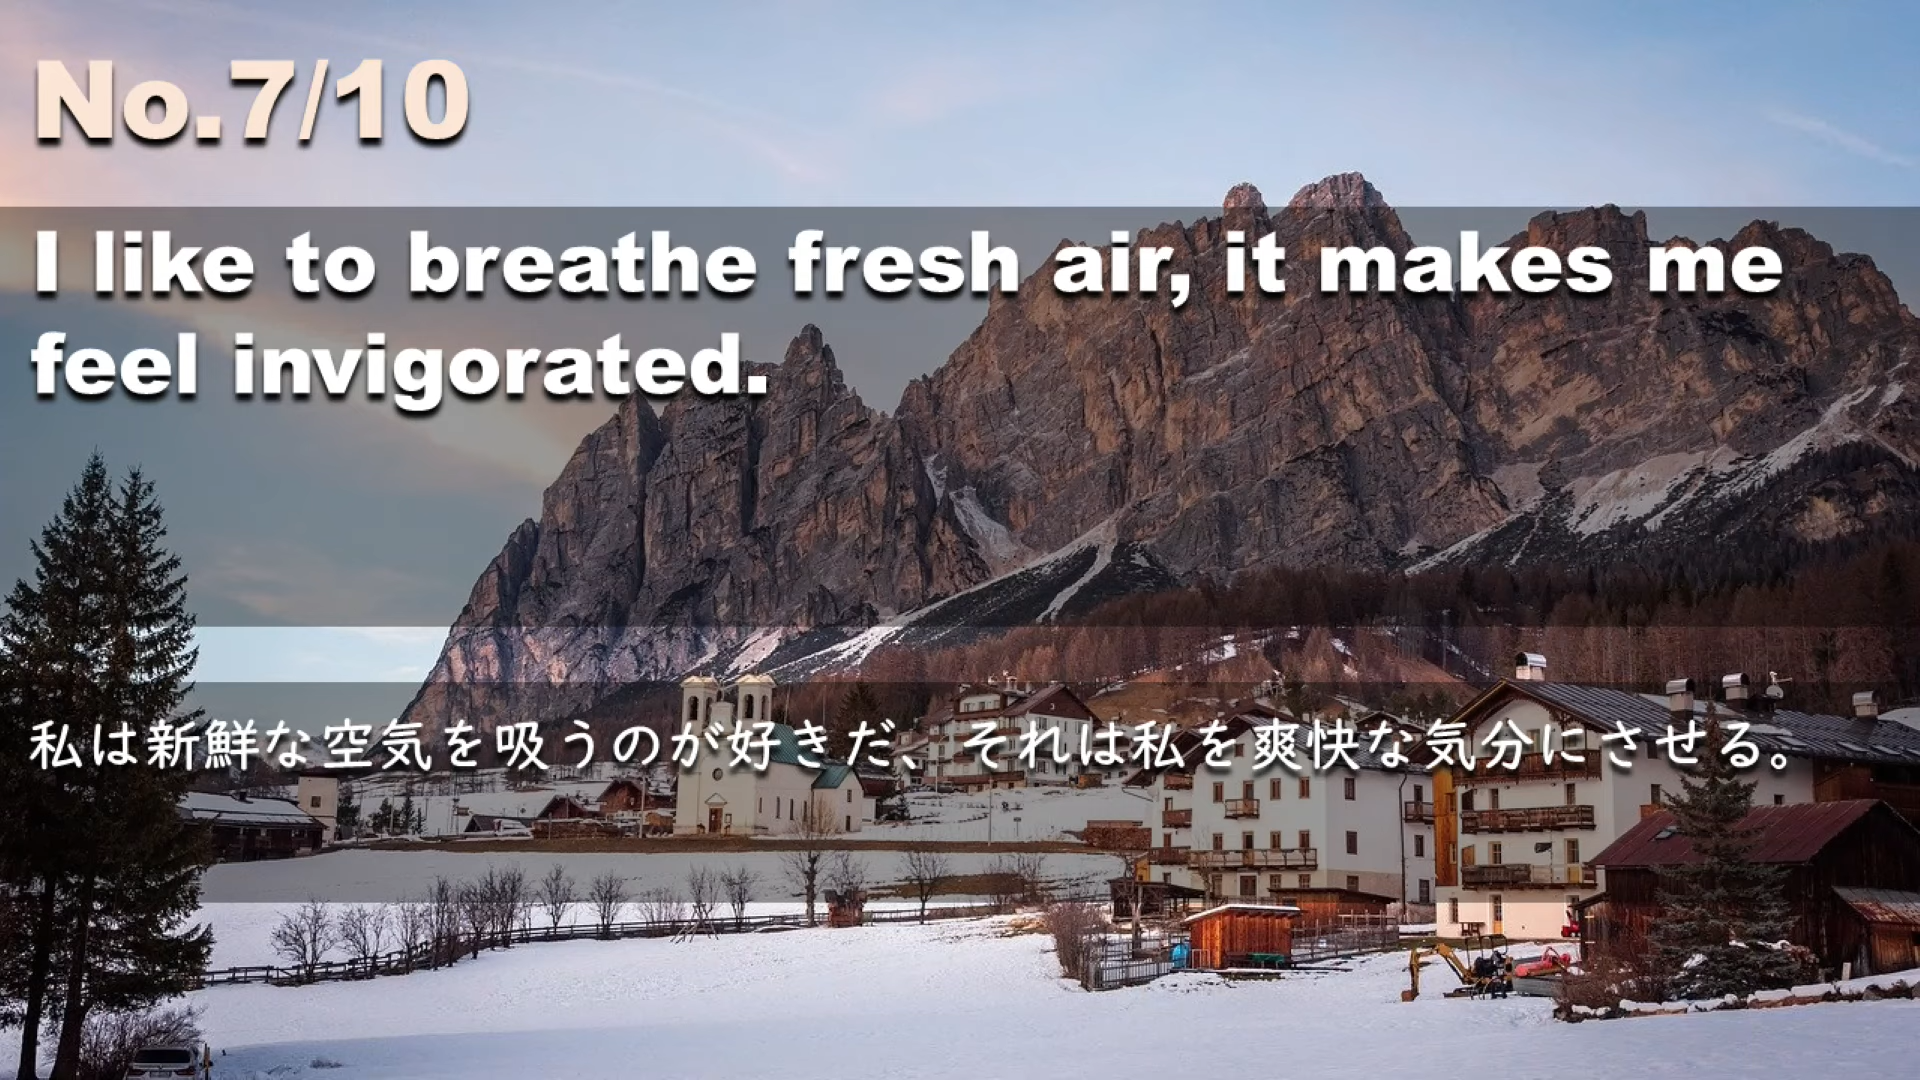 No.7/10
I like to breathe fresh air, it makes me
feel invigorated.
私は新鮮な空気を吸うのが好きだ、それは私を爽快な気分にさせる。